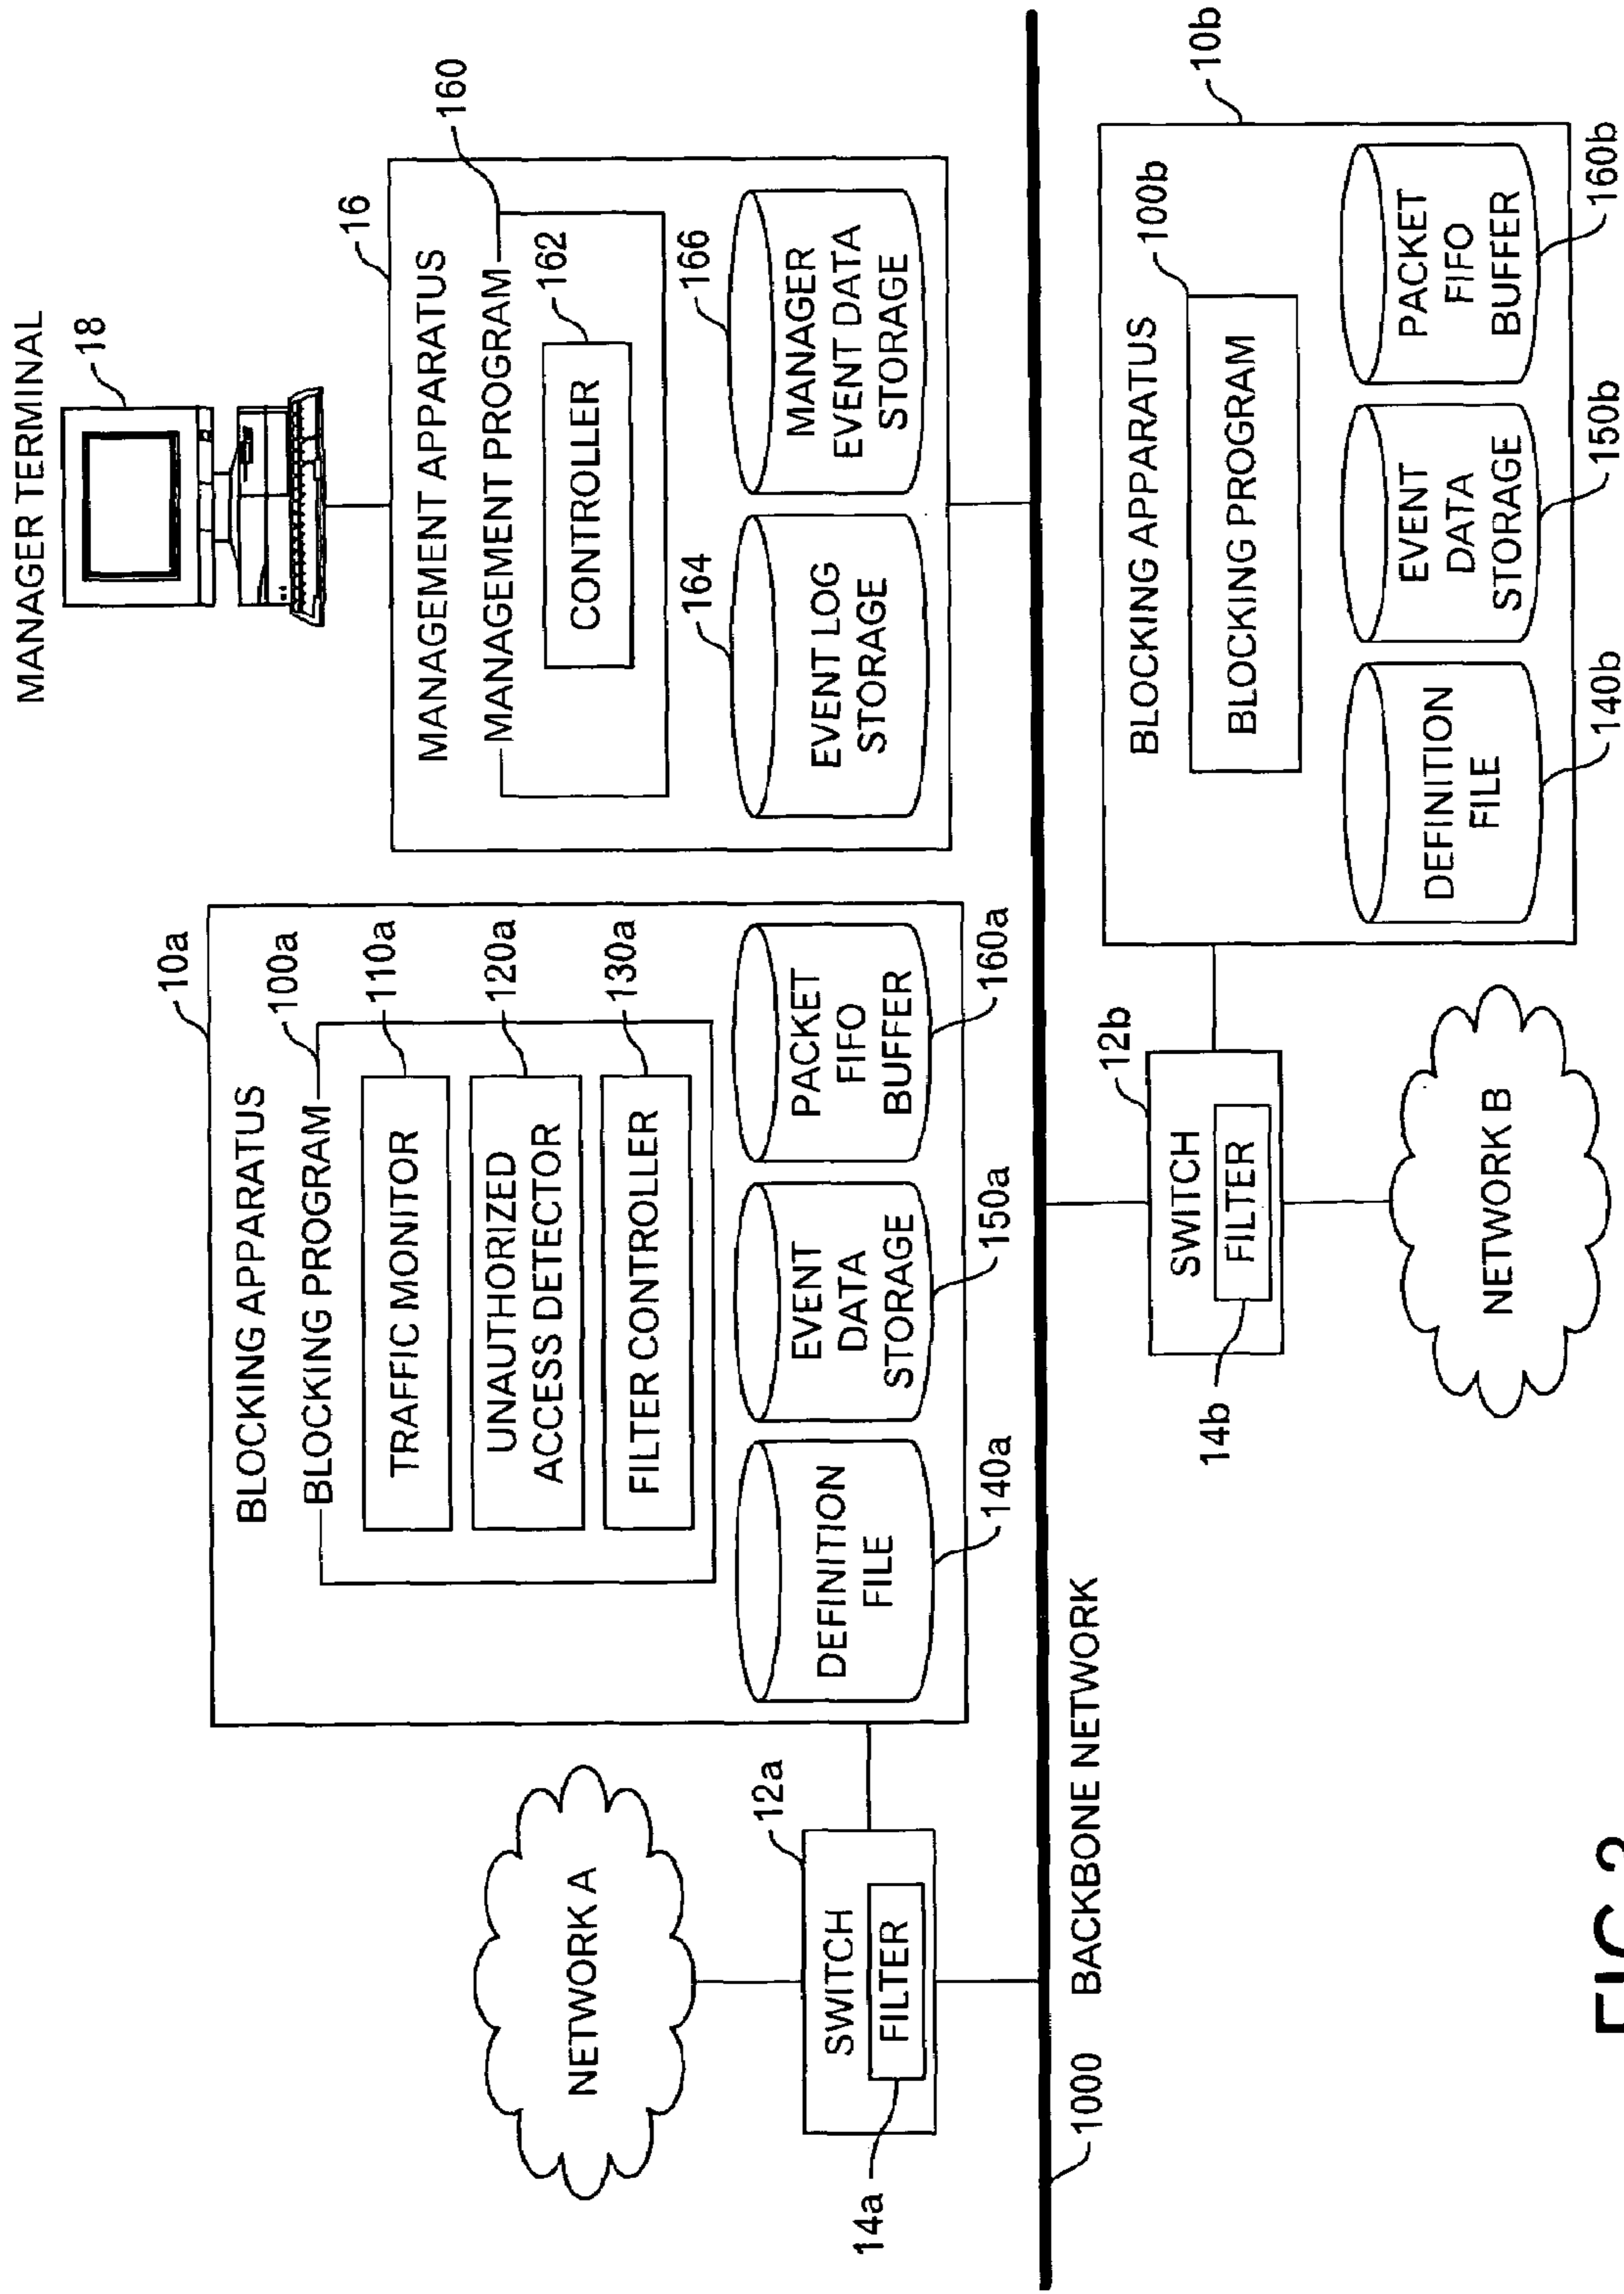 MANAGER TERMINAL
18
BLOCKING APPARATUS
10a
BLOCKING PROGRAM
100a
TRAFFIC MONITOR
110a
UNAUTHORIZED
ACCESS DETECTOR
120a
FILTER CONTROLLER
130a
DEFINITION
FILE
140a
EVENT
DATA
STORAGE
150a
PACKET
FIFO
BUFFER
160a
MANAGEMENT APPARATUS
16
MANAGEMENT PROGRAM
160
CONTROLLER
162
EVENT LOG
STORAGE
164
MANAGER
EVENT DATA
STORAGE
166
NETWORK A
SWITCH
12a
FILTER
14a
1000
BACKBONE NETWORK
SWITCH
12b
FILTER
14b
NETWORK B
BLOCKING APPARATUS
10b
BLOCKING PROGRAM
100b
DEFINITION
FILE
140b
EVENT
DATA
STORAGE
150b
PACKET
FIFO
BUFFER
160b